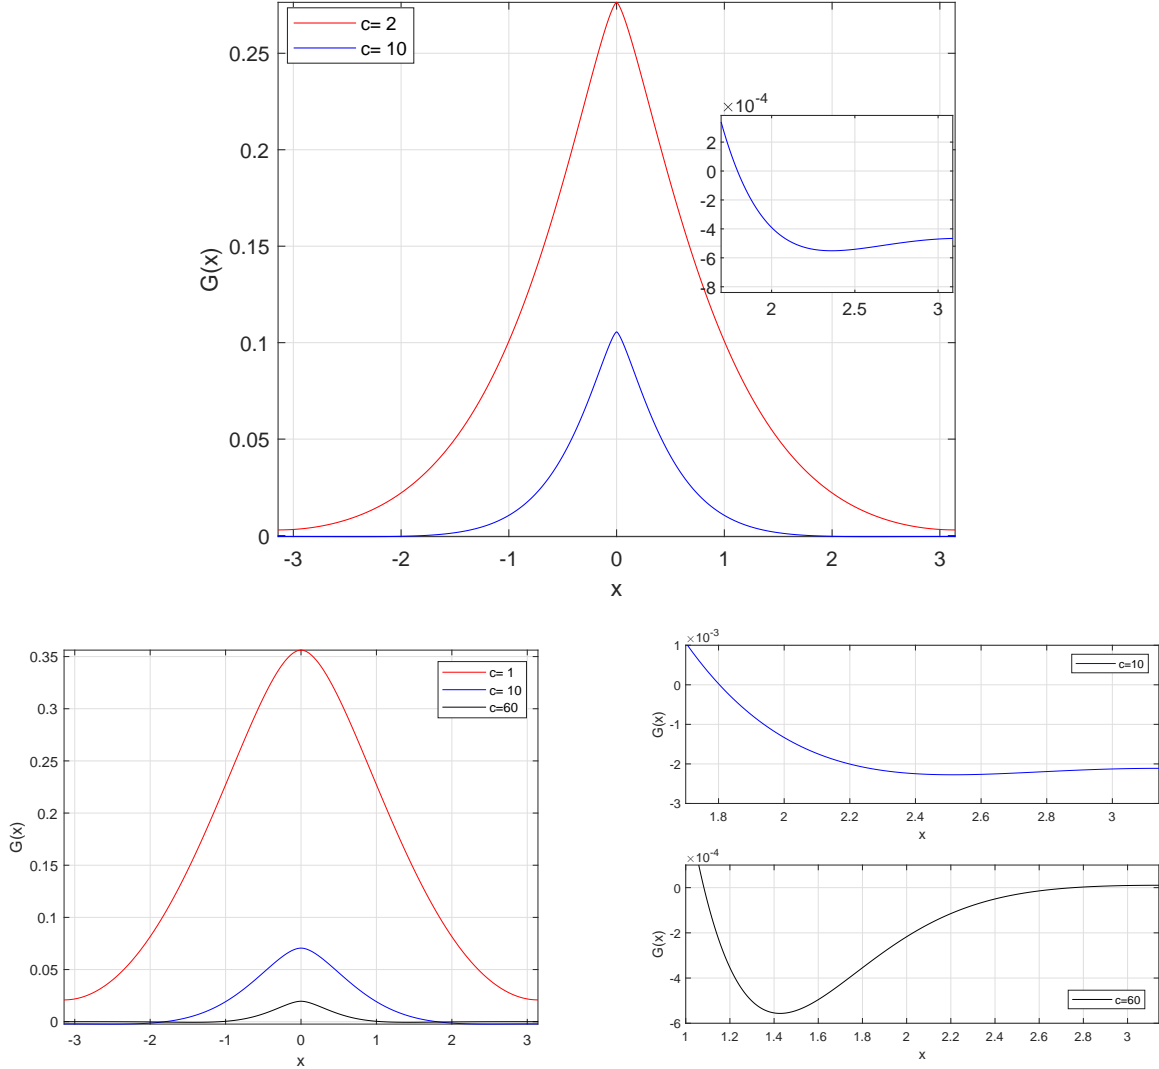 c= 2
c= 10
0.25
0.2
0.15
0.1
0.05
0
G(x)
-3 -2 -1 0 1 2 3
x
×10-4
2
0
-2
-4
-6
-8
2 2.5 3
0.35
0.3
0.25
0.2
0.15
0.1
0.05
0
G(x)
c= 1
c= 10
c=60
-3 -2 -1 0 1 2 3
x
×10-3
1
0
-1
-2
-3
G(x)
c=10
1.8 2 2.2 2.4 2.6 2.8 3
x
×10-4
0
-2
-4
-6
G(x)
c=60
1 1.2 1.4 1.6 1.8 2 2.2 2.4 2.6 2.8 3
x